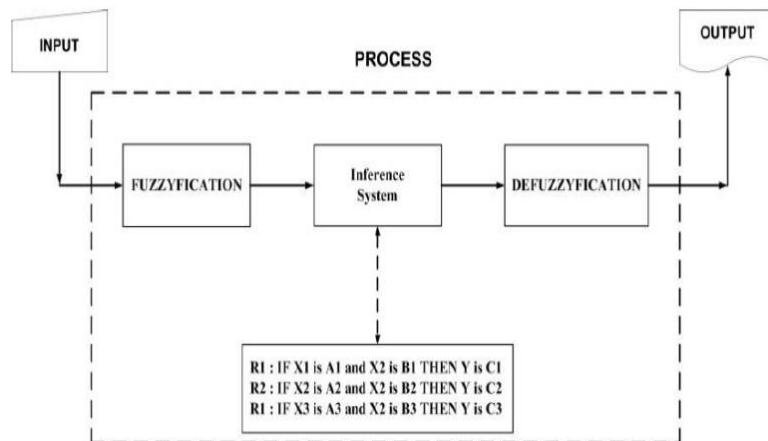 INPUT
OUTPUT
PROCESS
FUZZYFICATION
Inference
System
DEFUZZYFICATION
R1 : IF X1 is A1 and X2 is B1 THEN Y is C1
R2 : IF X2 is A2 and X2 is B2 THEN Y is C2
R1 : IF X3 is A3 and X2 is B3 THEN Y is C3